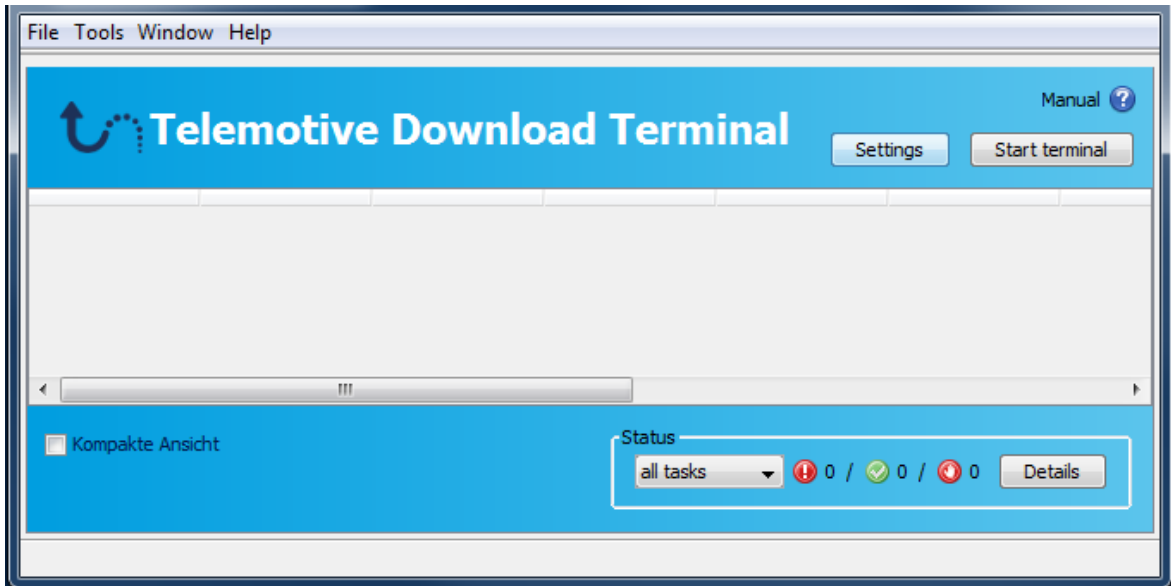 File Tools Window Help
Manual
Telemotive Download Terminal
Settings Start terminal
Kompakte Ansicht
Status
all tasks 0 / 0 / 0 Details